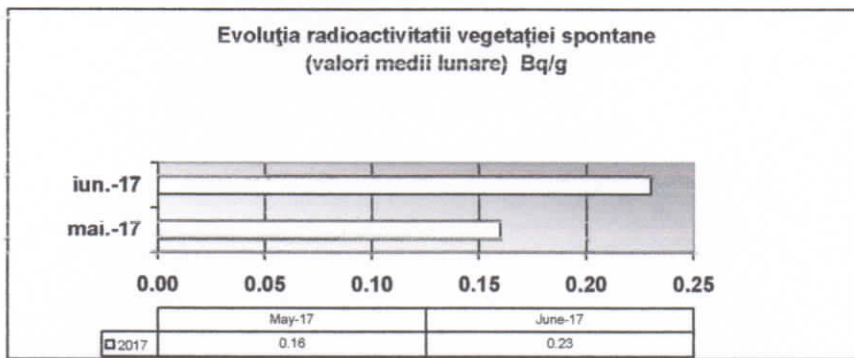 Evoluţia radioactivitatii vegetației spontane
(valori medii lunare) Bq/g
iun.-17
mai.-17
0.00 0.05 0.10 0.15 0.20 0.25
May-17 June-17
2017 0.16 0.23